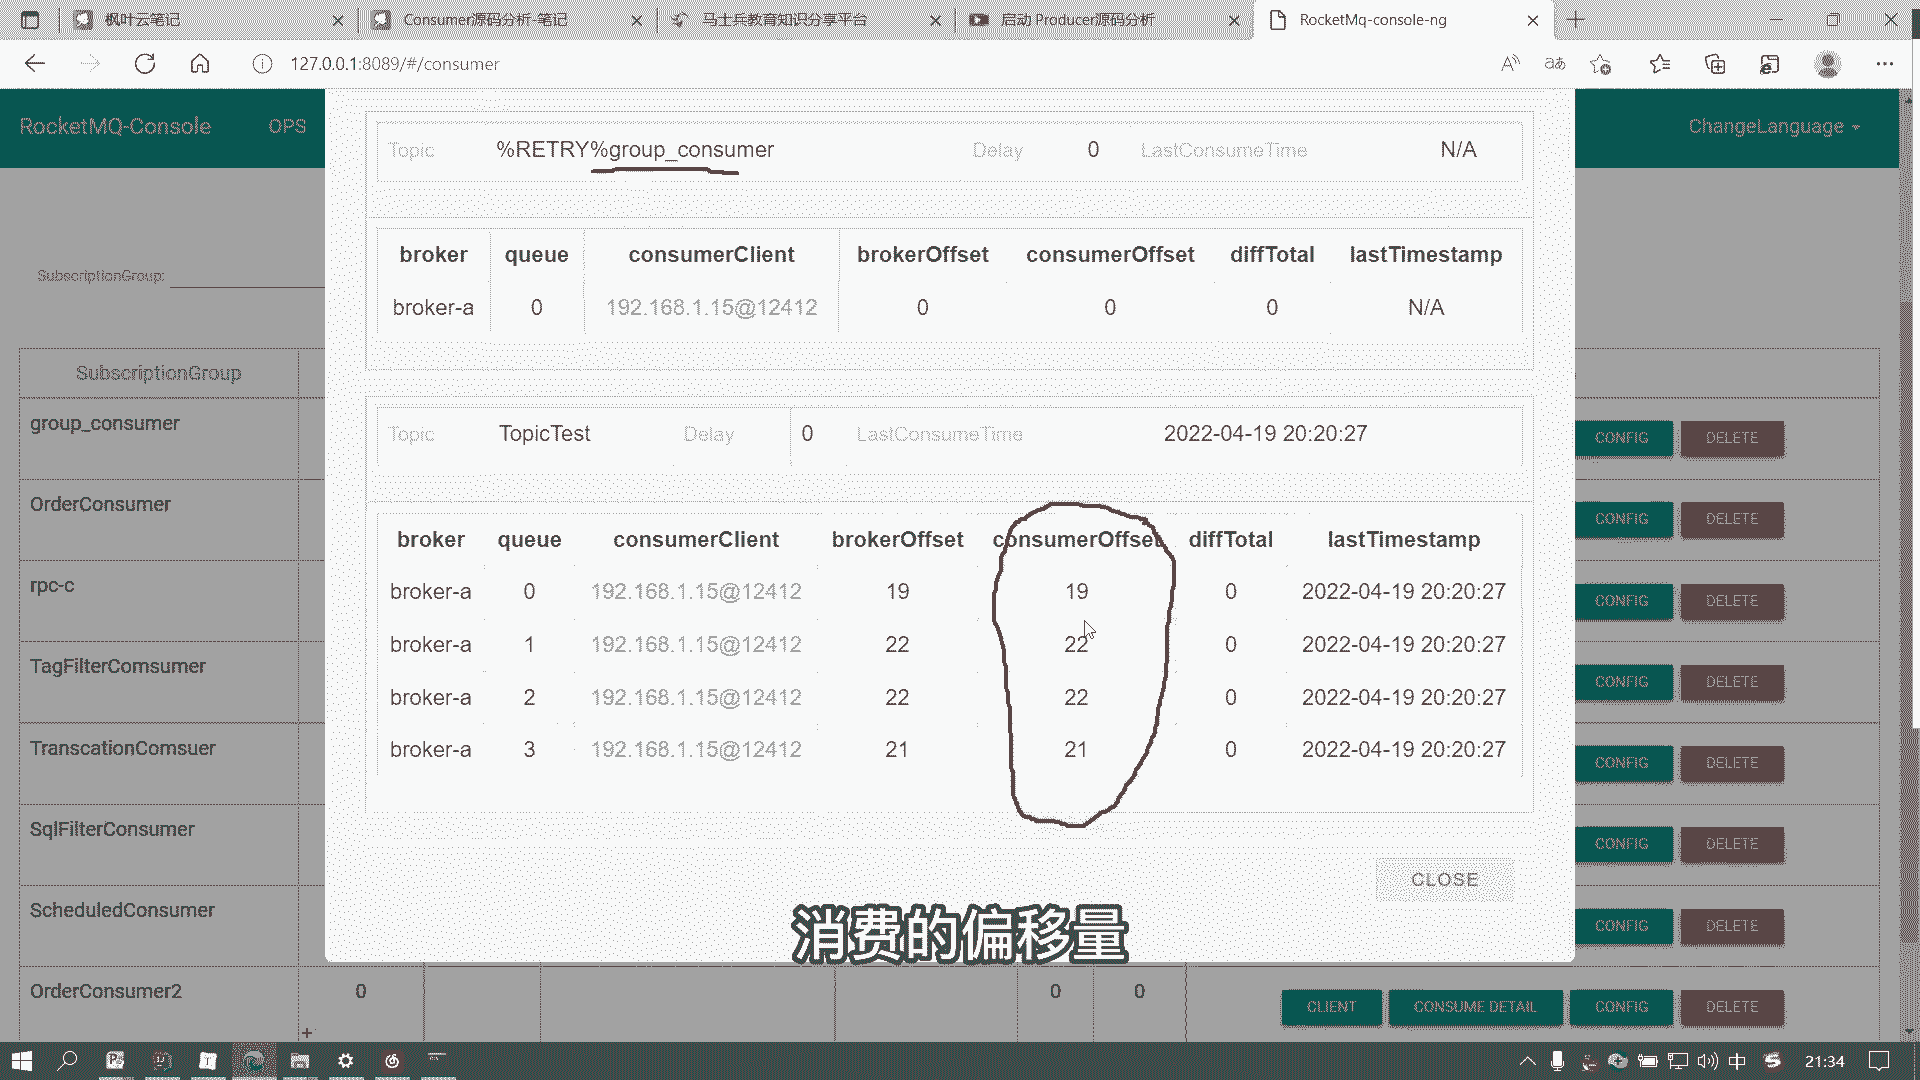 枫叶云笔记
Consumer源码分析-笔记
马士兵教育知识分享平台
启动 Producer源码分析
RocketMq-console-ng
127.0.0.1:8089/#/consumer
RocketMQ-Console OPS ChangeLanguage
Topic %RETRY%group_consumer Delay 0 LastConsumeTime N/A
broker queue consumerClient brokerOffset consumerOffset diffTotal lastTimestamp
broker-a 0 192.168.1.15@12412 0 0 0 N/A
SubscriptionGroup:
Topic TopicTest Delay 0 LastConsumeTime 2022-04-19 20:20:27
broker queue consumerClient brokerOffset consumerOffset diffTotal lastTimestamp
broker-a 0 192.168.1.15@12412 19 19 0 2022-04-19 20:20:27
broker-a 1 192.168.1.15@12412 22 22 0 2022-04-19 20:20:27
broker-a 2 192.168.1.15@12412 22 22 0 2022-04-19 20:20:27
broker-a 3 192.168.1.15@12412 21 21 0 2022-04-19 20:20:27
CLOSE
SubscriptionGroup
group_consumer CONFIG DELETE
OrderConsumer CONFIG DELETE
rpc-c CONFIG DELETE
TagFilterComsumer CONFIG DELETE
TranscationComsuer CONFIG DELETE
SqlFilterConsumer CONFIG DELETE
ScheduledConsumer CONFIG DELETE
OrderConsumer2 0 0 0 CLIENT CONSUME DETAIL CONFIG DELETE
消费的偏移量
中 21:34